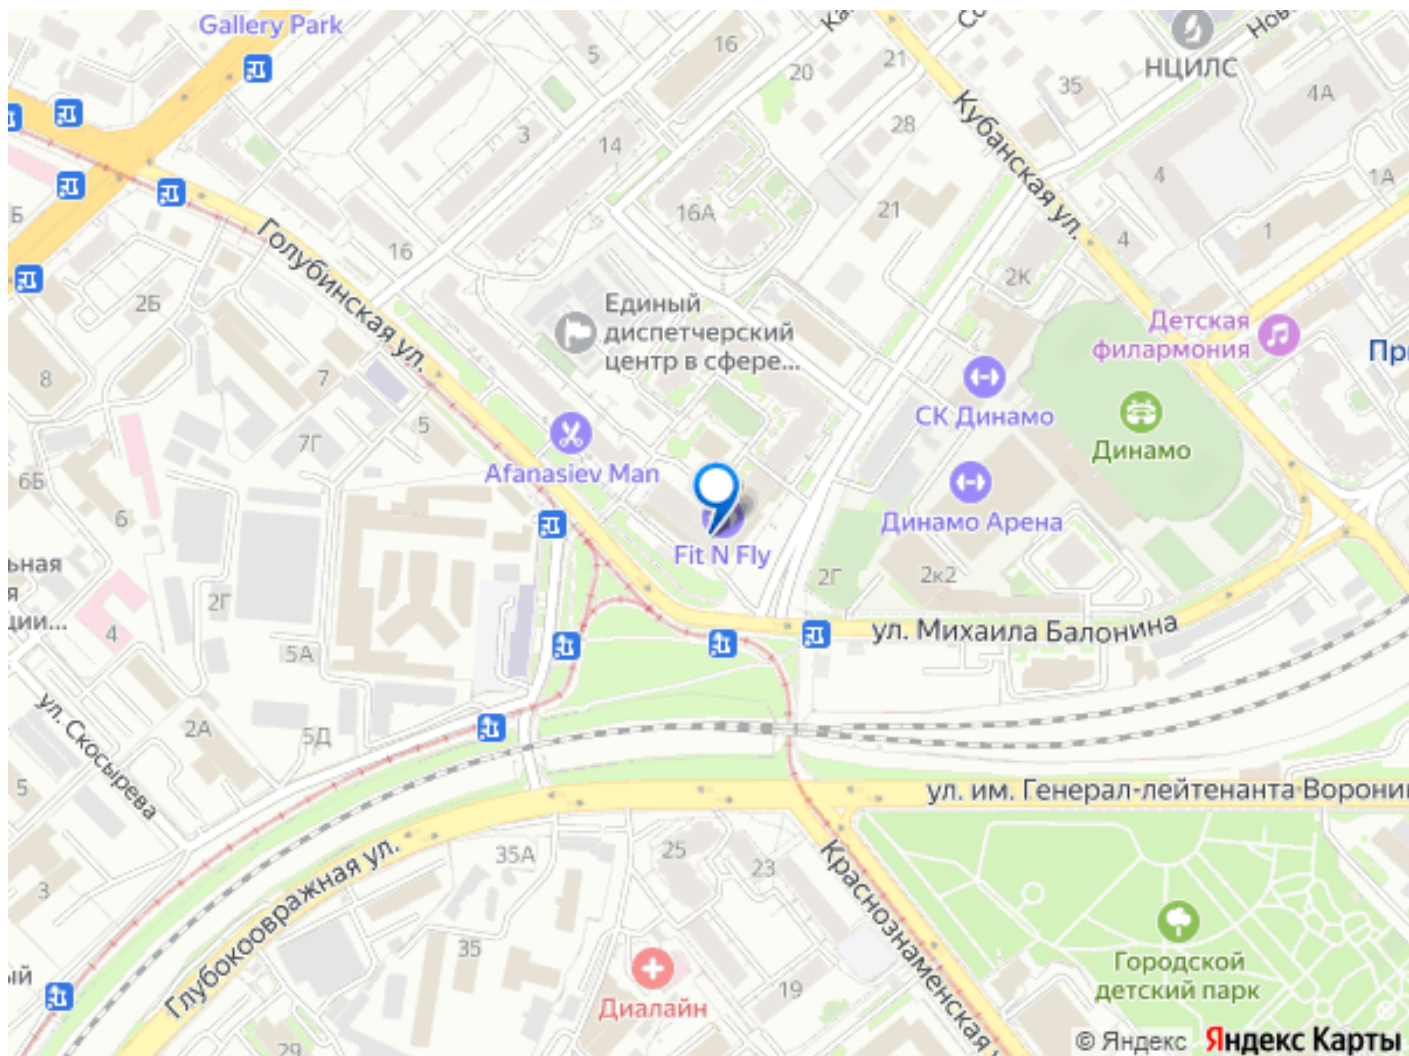 Gallery Park
5
16
20
21
НЦИЛС
35
4А
Кубанская ул.
28
3
14
4
1А
Б
16А
21
Голубинская ул.
16
4
1
2К
2Б
Единый
диспетчерский
центр в сфере...
Детская
филармония
8
7
СК Динамо
Динамо
5
7Г
Afanasiev Man
6Б
6
Динамо Арена
Fit N Fly
ьная
я
ции...
2Г
2Г
2к2
4
ул. Михаила Балонина
5А
ул. Скосырева
2А
5Д
5
ул. им. Генерал-лейтенанта Ворони
35А
25
23
Глубокоовражная ул.
Краснознаменская у
3
35
Городской
детский парк
ый
Диалайн
19
29
© Яндекс Яндекс Карты